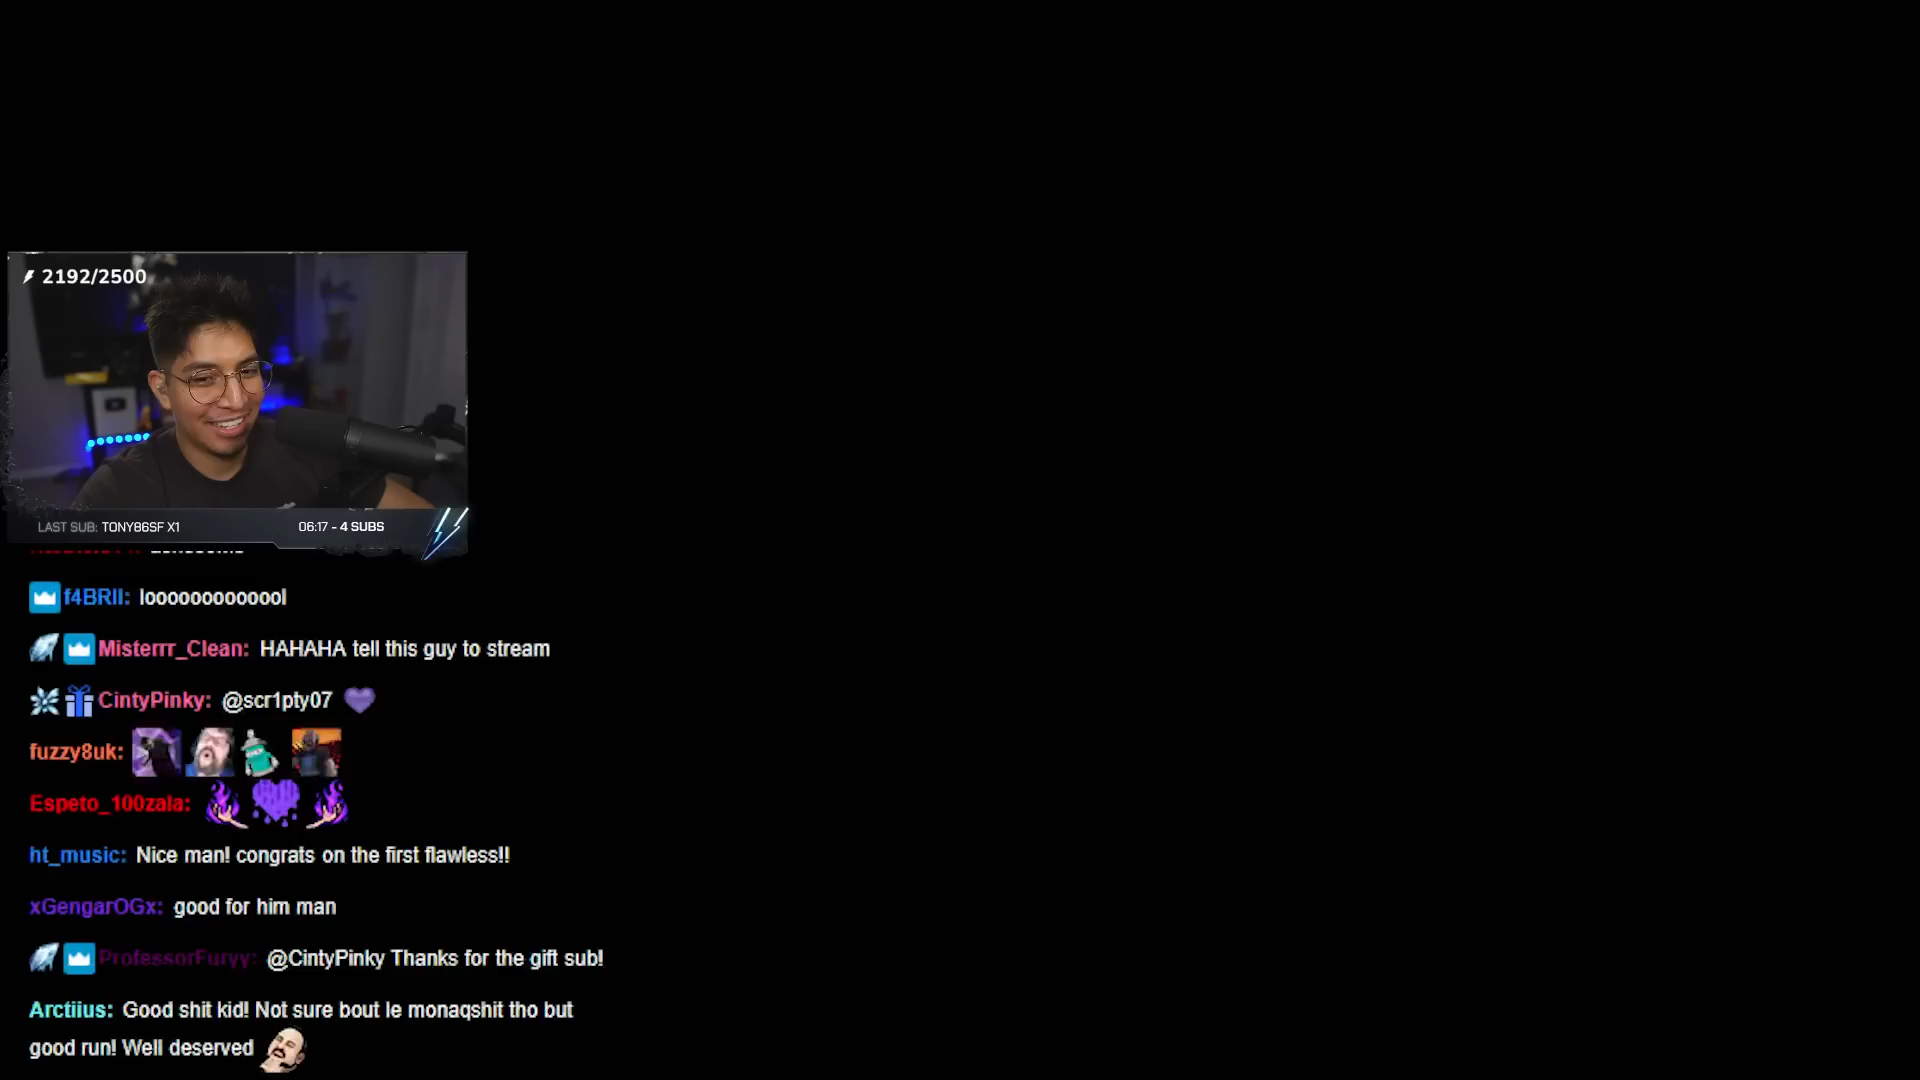 2192/2500
LAST SUB: TONY86SF X1 06:17 - 4 SUBS
f4BRII: loooooooooool
Misterrr_Clean: HAHAHA tell this guy to stream
CintyPinky: @scr1pty07
fuzzy8uk:
Espeto_100zala:
ht_music: Nice man! congrats on the first flawless!!
xGengarOGx: good for him man
ProfessorFuryy: @CintyPinky Thanks for the gift sub!
Arctiius: Good shit kid! Not sure bout le monaqshit tho but
good run! Well deserved